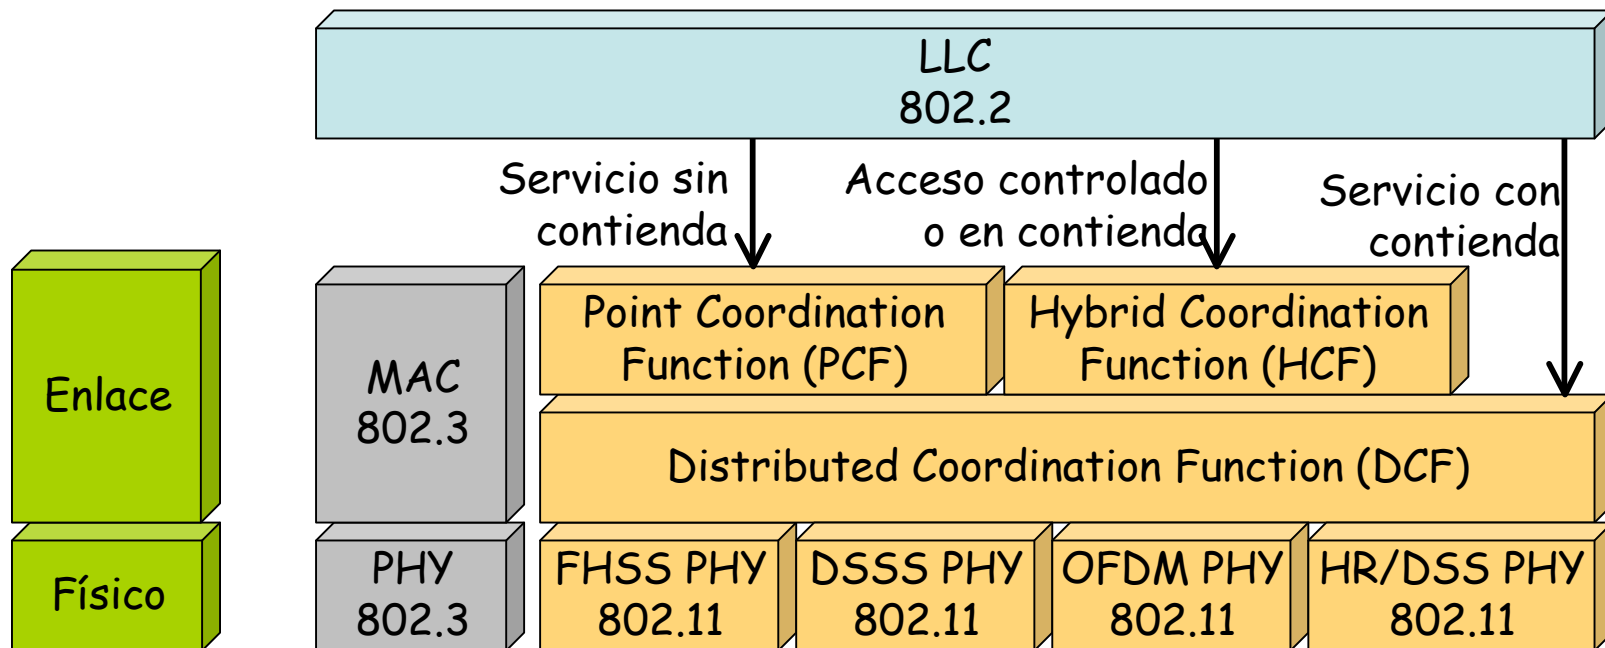 LLC
802.2
Servicio sin
contienda
Acceso controlado
o en contienda
Servicio con
contienda
Enlace
MAC
802.3
Point Coordination
Function (PCF)
Hybrid Coordination
Function (HCF)
Distributed Coordination Function (DCF)
Físico
PHY
802.3
FHSS PHY
802.11
DSSS PHY
802.11
OFDM PHY
802.11
HR/DSS PHY
802.11